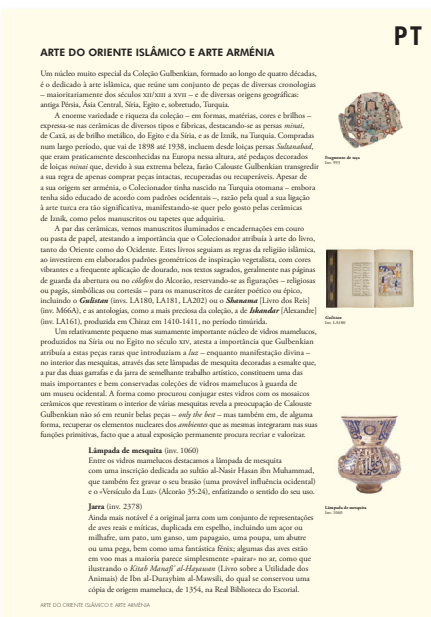 PT
ARTE DO ORIENTE ISLÂMICO E ARTE ARMÉNIA
Um núcleo muito especial da Coleção Gulbenkian, formado ao longo de quatro décadas,
é o dedicado à arte islâmica, que reúne um conjunto de peças de diversas cronologias
– maioritariamente dos séculos XII/XIII a XVII – e de diversas origens geográficas:
antiga Pérsia, Ásia Central, Síria, Egito e, sobretudo, Turquia.
A enorme variedade e riqueza da coleção – em formas, matérias, cores e brilhos –
expressa-se nas cerâmicas de diversos tipos e fábricas, destacando-se as persas minai,
de Caxã, as de brilho metálico, do Egito e da Síria, e as de Iznik, na Turquia. Compradas
num largo período, que vai de 1898 até 1938, incluem desde loiças persas Sultanabad,
que eram praticamente desconhecidas na Europa nessa altura, até pedaços decorados
de loiças minai que, devido à sua extrema beleza, farão Calouste Gulbenkian transgredir
a sua regra de apenas comprar peças intactas, recuperadas ou recuperáveis. Apesar de
a sua origem ser arménia, o Colecionador tinha nascido na Turquia otomana – embora
tenha sido educado de acordo com padrões ocidentais –, razão pela qual a sua ligação
à arte turca era tão significativa, manifestando-se quer pelo gosto pelas cerâmicas
de Iznik, como pelos manuscritos ou tapetes que adquiriu.
A par das cerâmicas, vemos manuscritos iluminados e encadernações em couro
ou pasta de papel, atestando a importância que o Colecionador atribuía à arte do livro,
tanto do Oriente como do Ocidente. Estes livros seguiam as regras da religião islâmica,
ao investirem em elaborados padrões geométricos de inspiração vegetalista, com cores
vibrantes e a frequente aplicação de dourado, nos textos sagrados, geralmente nas páginas
de guarda da abertura ou no cólofon do Alcorão, reservando-se as figurações – religiosas
ou pagãs, simbólicas ou cortesãs – para os manuscritos de caráter poético ou épico,
incluindo o Gulistan (invs. LA180, LA181, LA202) ou o Shanama [Livro dos Reis]
(inv. M66A), e as antologias, como a mais preciosa da coleção, a de Iskandar [Alexandre]
(inv. LA161), produzida em Chiraz em 1410-1411, no período timúrida.
Um relativamente pequeno mas sumamente importante núcleo de vidros mamelucos,
produzidos na Síria ou no Egito no século XIV, atesta a importância que Gulbenkian
atribuía a estas peças raras que introduziam a luz – enquanto manifestação divina –
no interior das mesquitas, através das sete lâmpadas de mesquita decoradas a esmalte que,
a par das duas garrafas e da jarra de semelhante trabalho artístico, constituem uma das
mais importantes e bem conservadas coleções de vidros mamelucos à guarda de
um museu ocidental. A forma como procurou conjugar estes vidros com os mosaicos
cerâmicos que revestiram o interior de várias mesquitas revela a preocupação de Calouste
Gulbenkian não só em reunir belas peças – only the best – mas também em, de alguma
forma, recuperar os elementos nucleares dos ambientes que as mesmas integraram nas suas
funções primitivas, facto que a atual exposição permanente procura recriar e valorizar.
Lâmpada de mesquita (inv. 1060)
Entre os vidros mamelucos destacamos a lâmpada de mesquita
com uma inscrição dedicada ao sultão al-Nasir Hasan ibn Muhammad,
que também fez gravar o seu brasão (uma provável influência ocidental)
e o «Versículo da Luz» (Alcorão 35:24), enfatizando o sentido do seu uso.
Jarra (inv. 2378)
Ainda mais notável é a original jarra com um conjunto de representações
de aves reais e míticas, duplicada em espelho, incluindo um açor ou
milhafre, um pato, um ganso, um papagaio, uma poupa, um abutre
ou uma pega, bem como uma fantástica fénix; algumas das aves estão
em voo mas a maioria parece simplesmente «pairar» no ar, como que
ilustrando o Kitab Manafi' al-Hayawan (Livro sobre a Utilidade dos
Animais) de Ibn al-Durayhim al-Mawsili, do qual se conservou uma
cópia de origem mameluca, de 1354, na Real Biblioteca do Escorial.
Fragmento de taça
Inv. 993
Gulistan
Inv. LA180
Lâmpada de mesquita
Inv. 1060
ARTE DO ORIENTE ISLÂMICO E ARTE ARMÉNIA